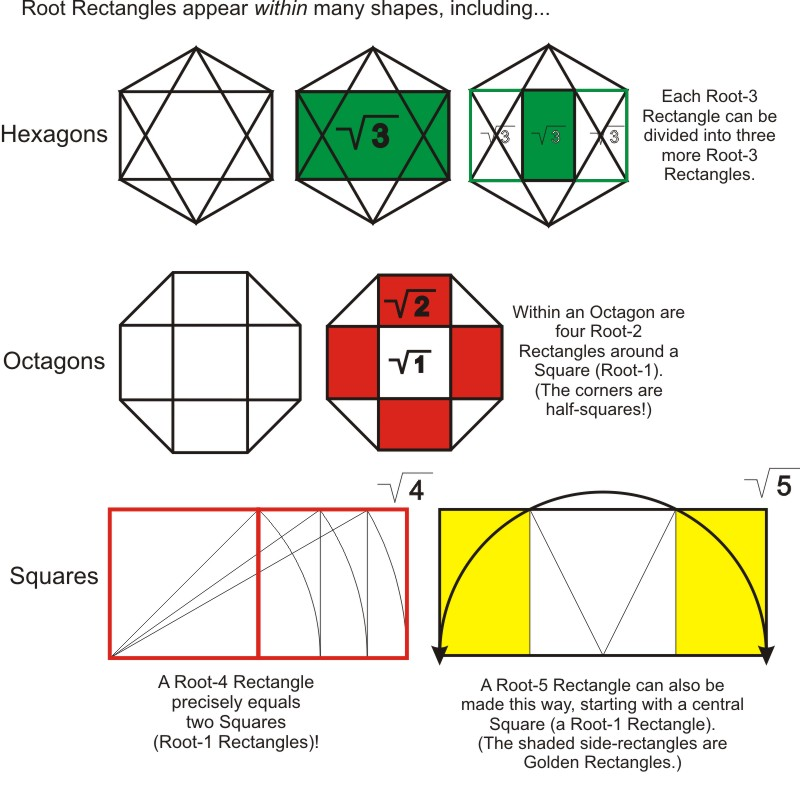 Root Rectangles appear within many shapes, including...
Hexagons
√3
√3
√3
√3
Each Root-3
Rectangle can be
divided into three
more Root-3
Rectangles.
Octagons
√2
√1
Within an Octagon are
four Root-2
Rectangles around a
Square (Root-1).
(The corners are
half-squares!)
Squares
√4
√5
A Root-4 Rectangle
precisely equals
two Squares
(Root-1 Rectangles)!
A Root-5 Rectangle can also be
made this way, starting with a central
Square (a Root-1 Rectangle).
(The shaded side-rectangles are
Golden Rectangles.)